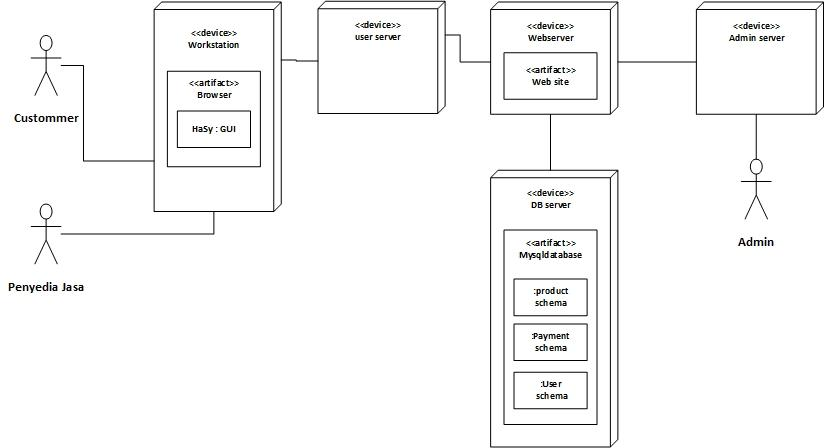 Custommer
Penyedia Jasa
<<device>>
Workstation
<<artifact>>
Browser
HaSy : GUI
<<device>>
user server
<<device>>
Webserver
<<artifact>>
Web site
<<device>>
Admin server
Admin
<<device>>
DB server
<<artifact>>
Mysqldatabase
:product
schema
:Payment
schema
:User
schema